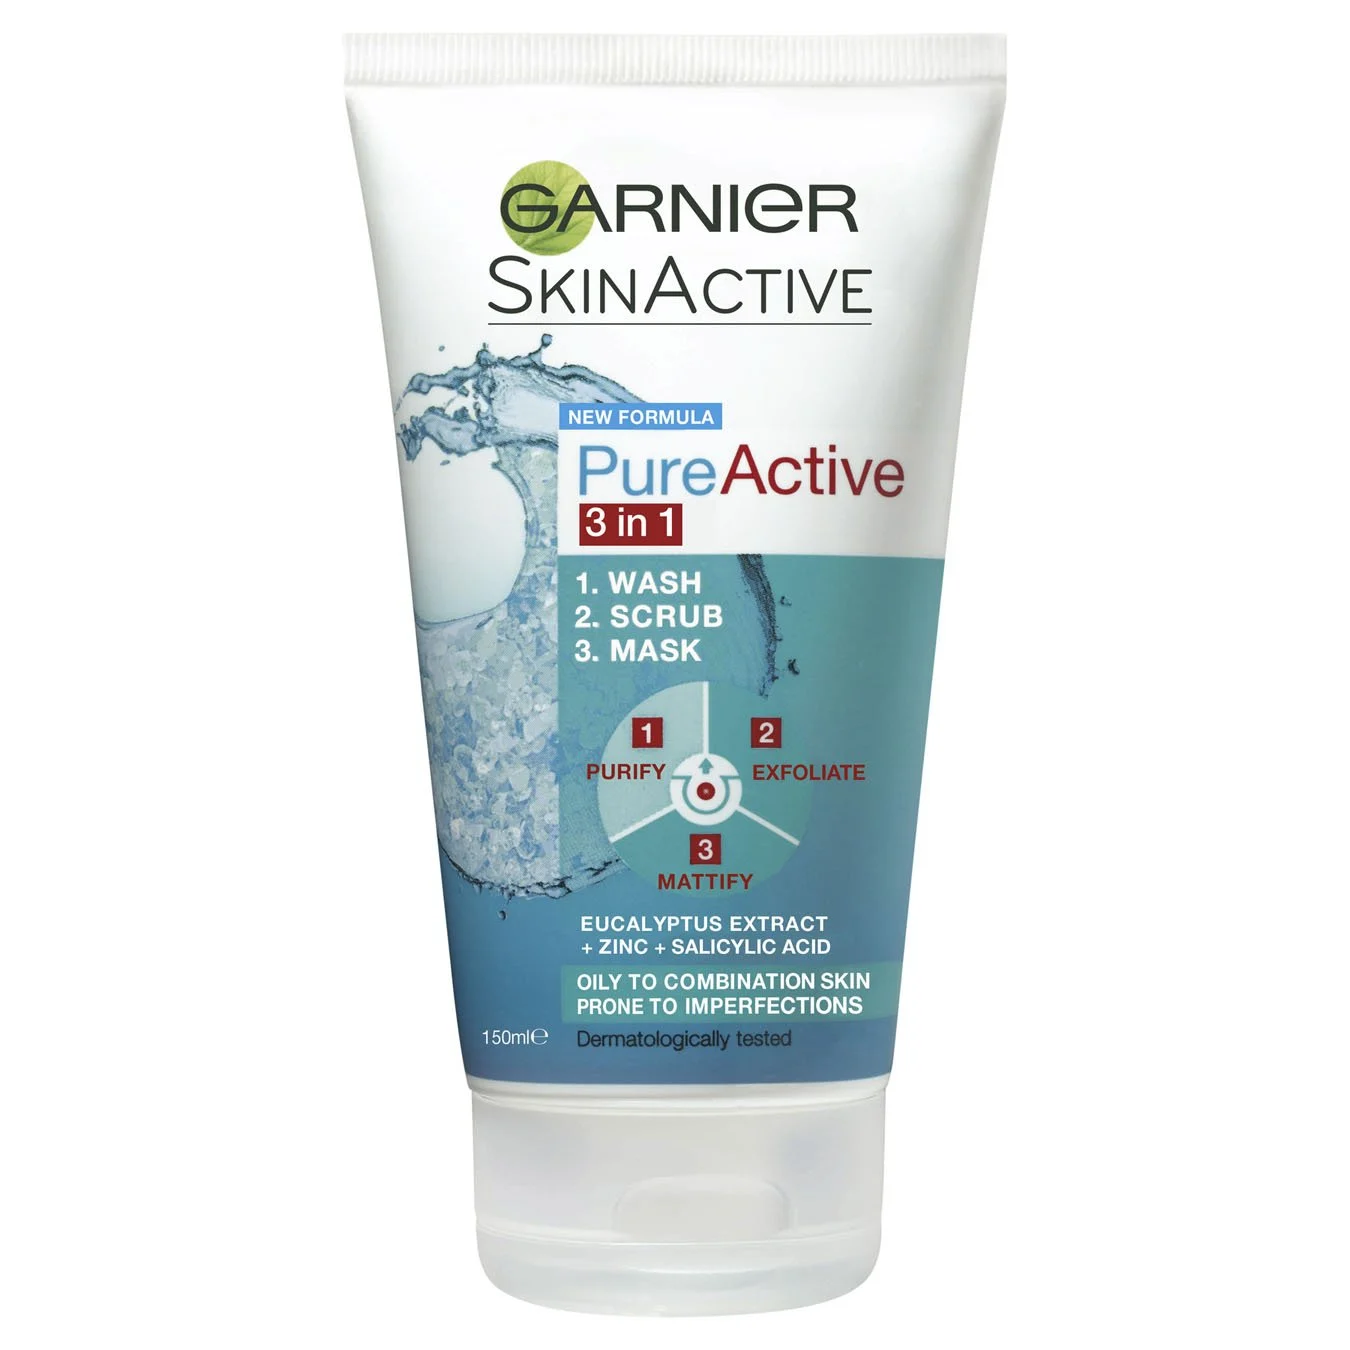 GARNIER
SKINACTIVE
NEW FORMULA
PureActive
3 in 1
1. WASH
2. SCRUB
3. MASK
1
PURIFY
2
EXFOLIATE
3
MATTIFY
EUCALYPTUS EXTRACT
+ ZINC + SALICYLIC ACID
OILY TO COMBINATION SKIN
PRONE TO IMPERFECTIONS
150ml℮
Dermatologically tested